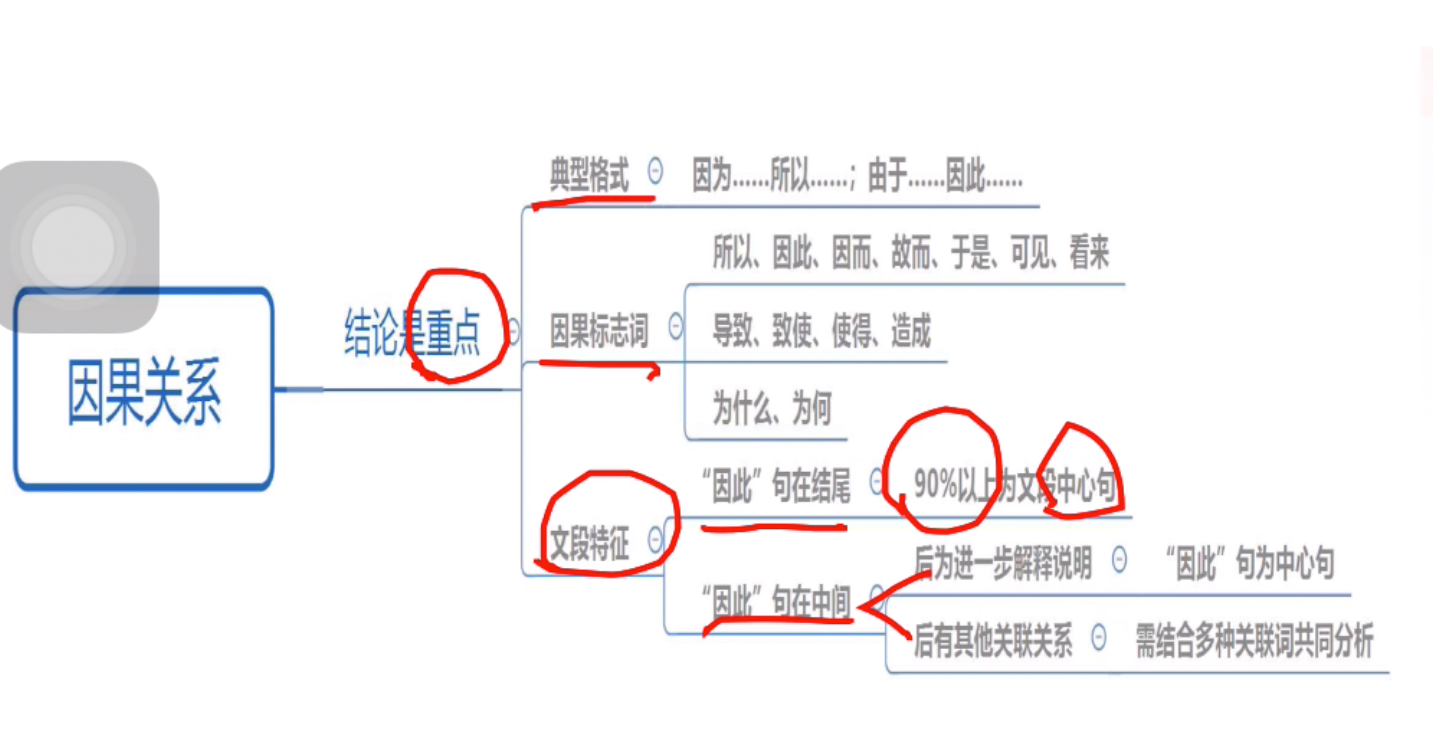 因果关系
结论是重点
典型格式
因为……所以……；由于……因此……
因果标志词
所以、因此、因而、故而、于是、可见、看来
导致、致使、使得、造成
为什么、为何
文段特征
“因此”句在结尾
90%以上为文段中心句
“因此”句在中间
后为进一步解释说明
“因此”句为中心句
后有其他关联关系
需结合多种关联词共同分析